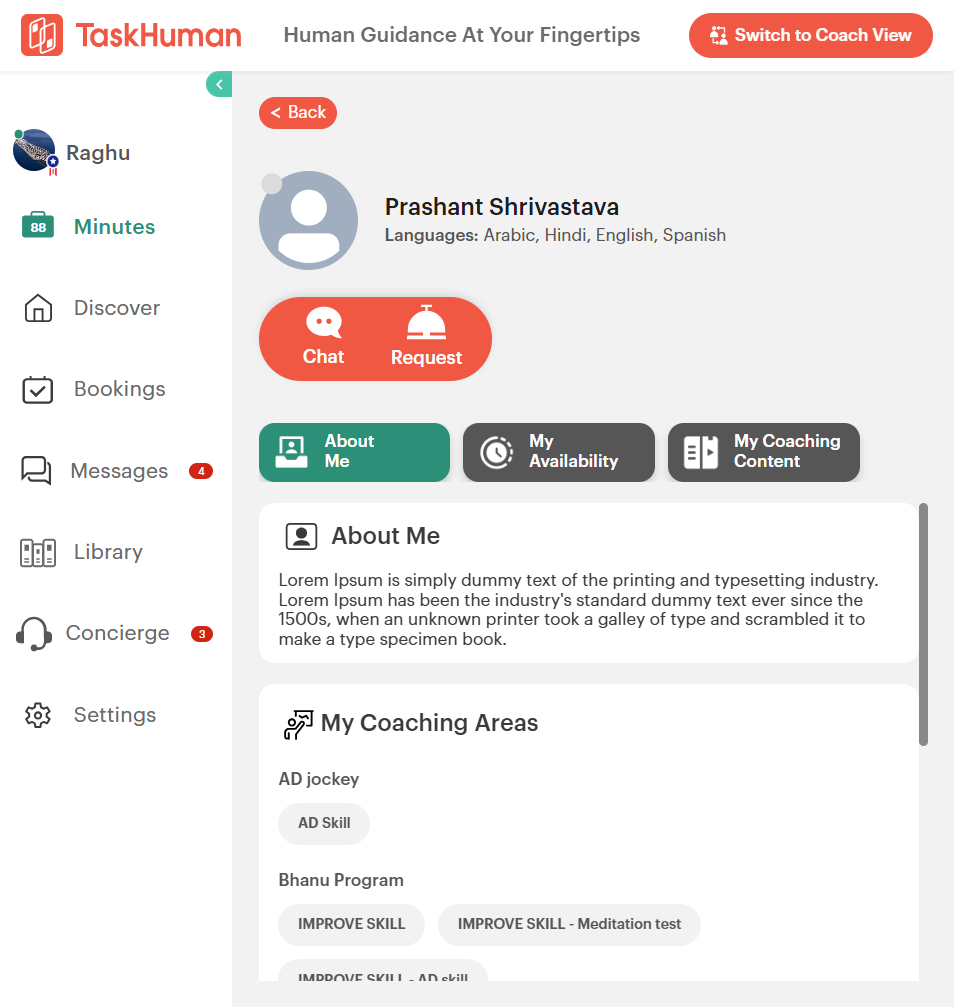 TaskHuman
Human Guidance At Your Fingertips
Switch to Coach View
< Back
Raghu
88
Minutes
Discover
Bookings
Messages
4
Library
Concierge
3
Settings
Prashant Shrivastava
Languages: Arabic, Hindi, English, Spanish
Chat
Request
About
Me
My
Availability
My Coaching
Content
About Me
Lorem Ipsum is simply dummy text of the printing and typesetting industry.
Lorem Ipsum has been the industry's standard dummy text ever since the
1500s, when an unknown printer took a galley of type and scrambled it to
make a type specimen book.
My Coaching Areas
AD jockey
AD Skill
Bhanu Program
IMPROVE SKILL
IMPROVE SKILL - Meditation test
IMPROVE SKILL - AD skill